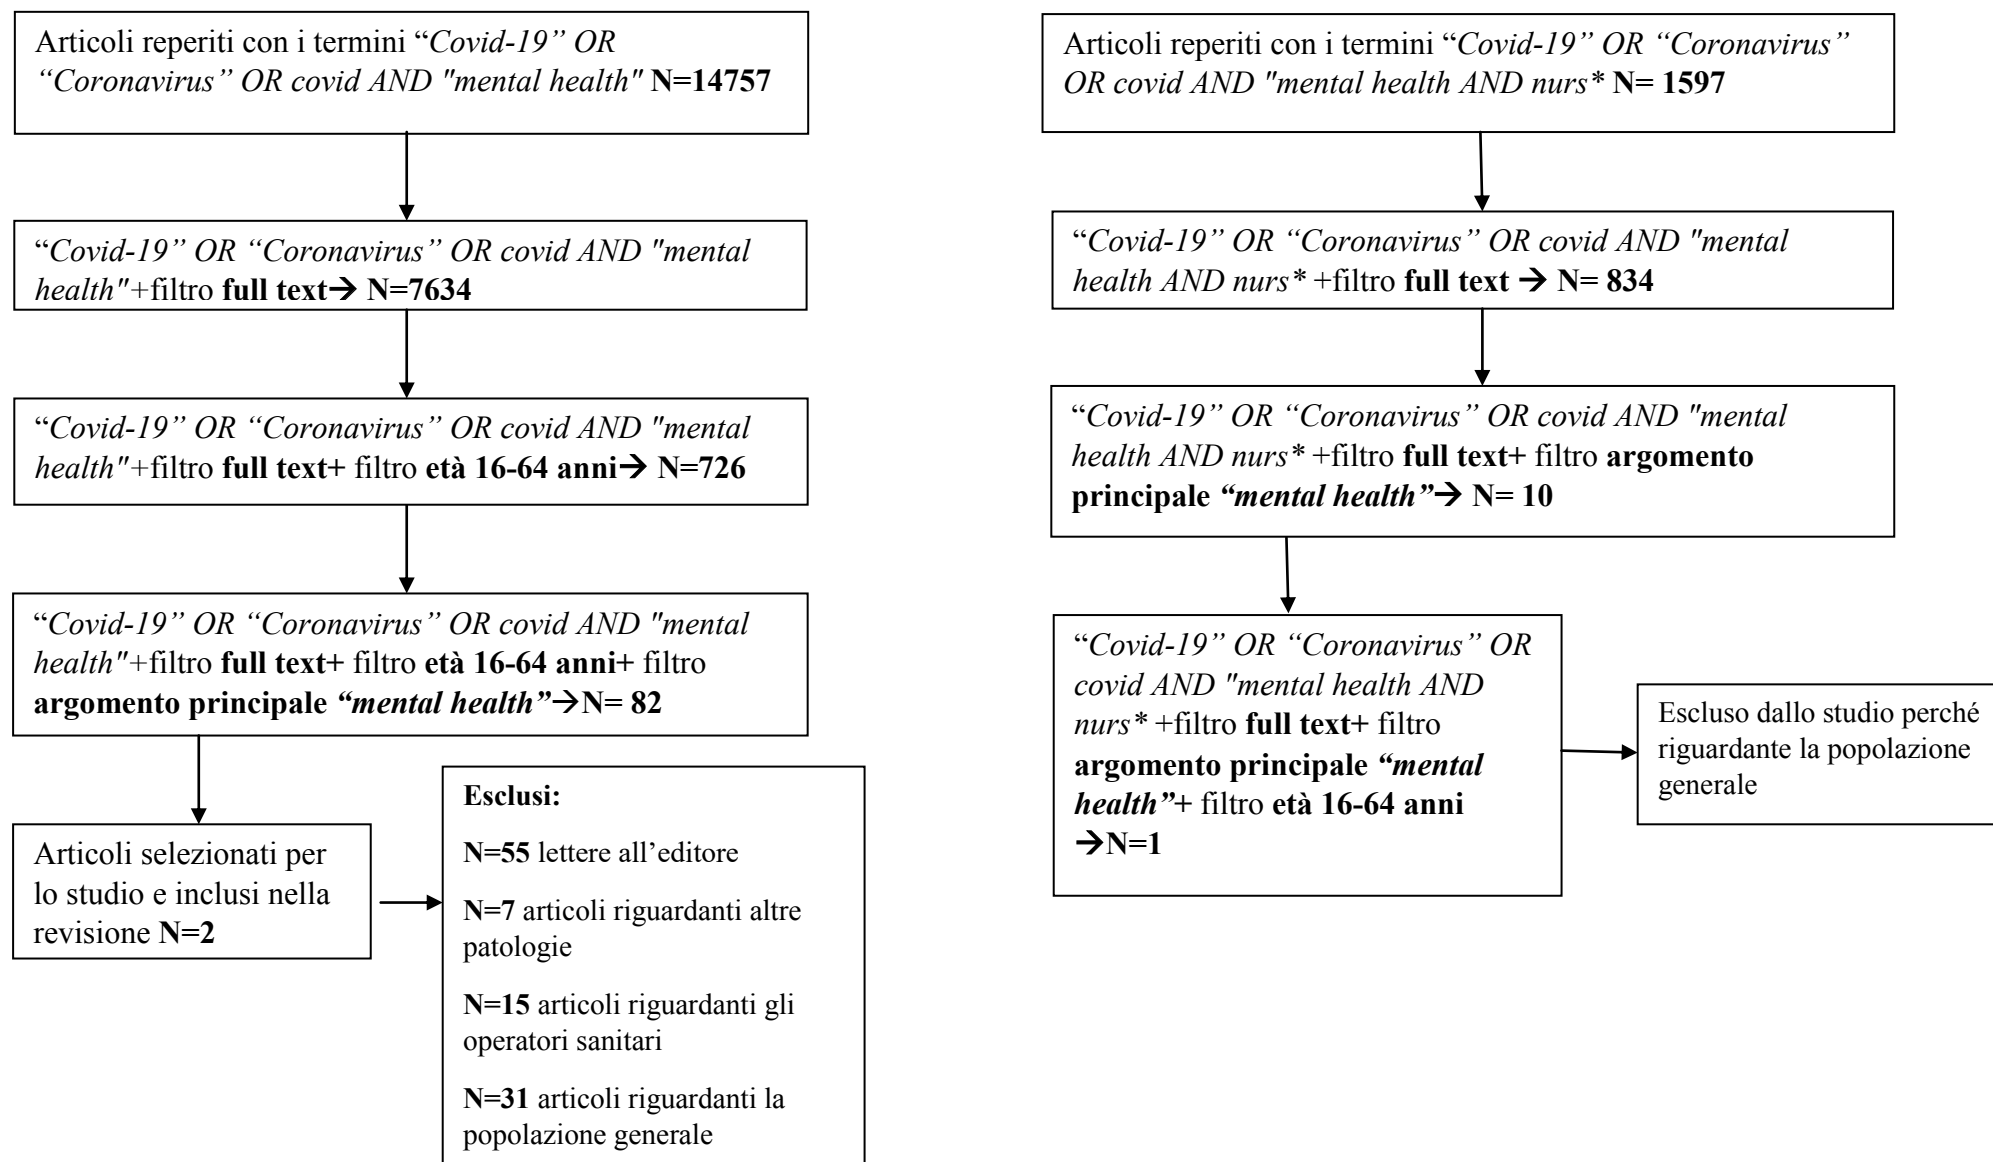 Articoli reperiti con i termini “Covid-19” OR
“Coronavirus” OR covid AND "mental health" N=14757
“Covid-19” OR “Coronavirus” OR covid AND "mental
health"+filtro full text→ N=7634
“Covid-19” OR “Coronavirus” OR covid AND "mental
health"+filtro full text+ filtro età 16-64 anni→ N=726
“Covid-19” OR “Coronavirus” OR covid AND "mental
health"+filtro full text+ filtro età 16-64 anni+ filtro
argomento principale “mental health”→N= 82
Articoli selezionati per
lo studio e inclusi nella
revisione N=2
Esclusi:
N=55 lettere all’editore
N=7 articoli riguardanti altre
patologie
N=15 articoli riguardanti gli
operatori sanitari
N=31 articoli riguardanti la
popolazione generale
Articoli reperiti con i termini “Covid-19” OR “Coronavirus”
OR covid AND "mental health AND nurs* N= 1597
“Covid-19” OR “Coronavirus” OR covid AND "mental
health AND nurs* +filtro full text → N= 834
“Covid-19” OR “Coronavirus” OR covid AND "mental
health AND nurs* +filtro full text+ filtro argomento
principale “mental health”→ N= 10
“Covid-19” OR “Coronavirus” OR
covid AND "mental health AND
nurs* +filtro full text+ filtro
argomento principale “mental
health”+ filtro età 16-64 anni
→N=1
Escluso dallo studio perché
riguardante la popolazione
generale